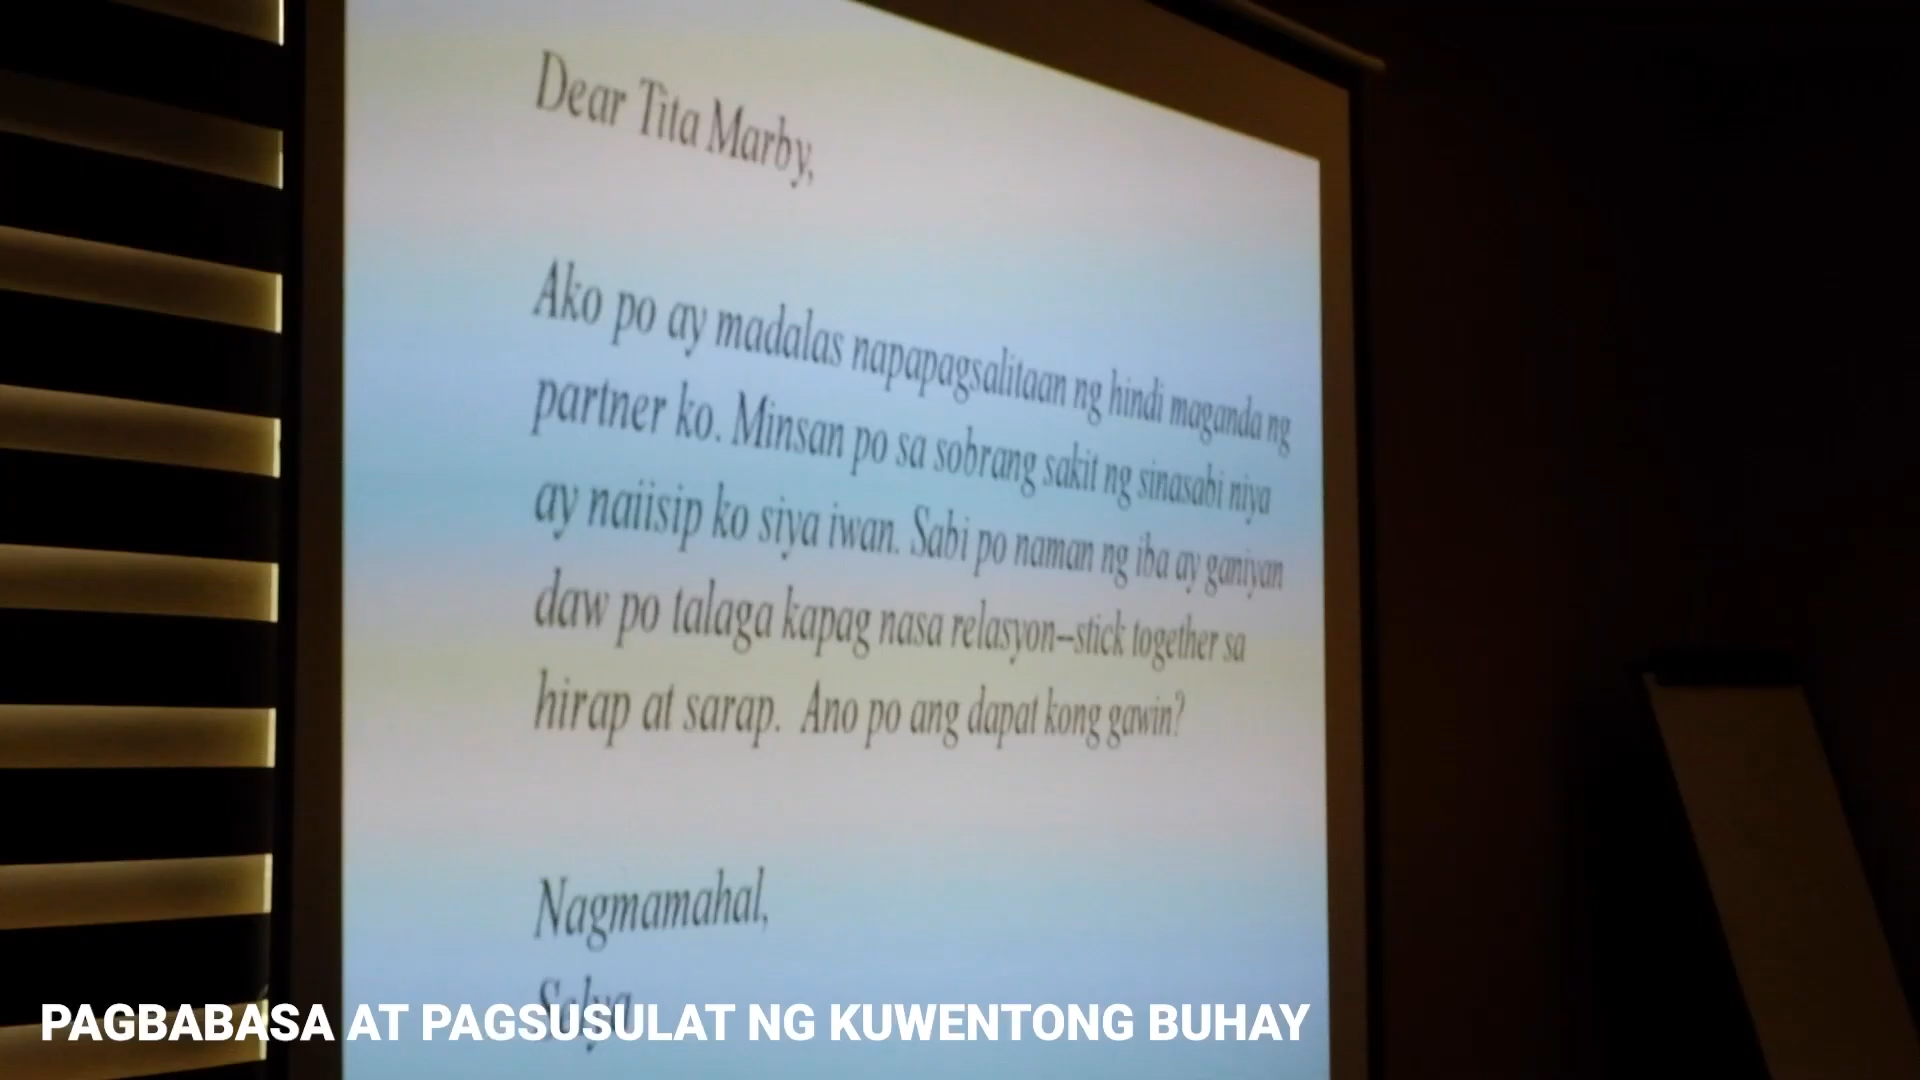 Dear Tita Marby,
Ako po ay madalas napapagsalitaan ng hindi maganda ng
partner ko. Minsan po sa sobrang sakit ng sinasabi niya
ay naiisip ko siya iwan. Sabi po naman ng iba ay ganiyan
daw po talaga kapag nasa relasyon–stick together sa
hirap at sarap. Ano po ang dapat kong gawin?
Nagmamahal,
PAGBABASA AT PAGSUSULAT NG KUWENTONG BUHAY